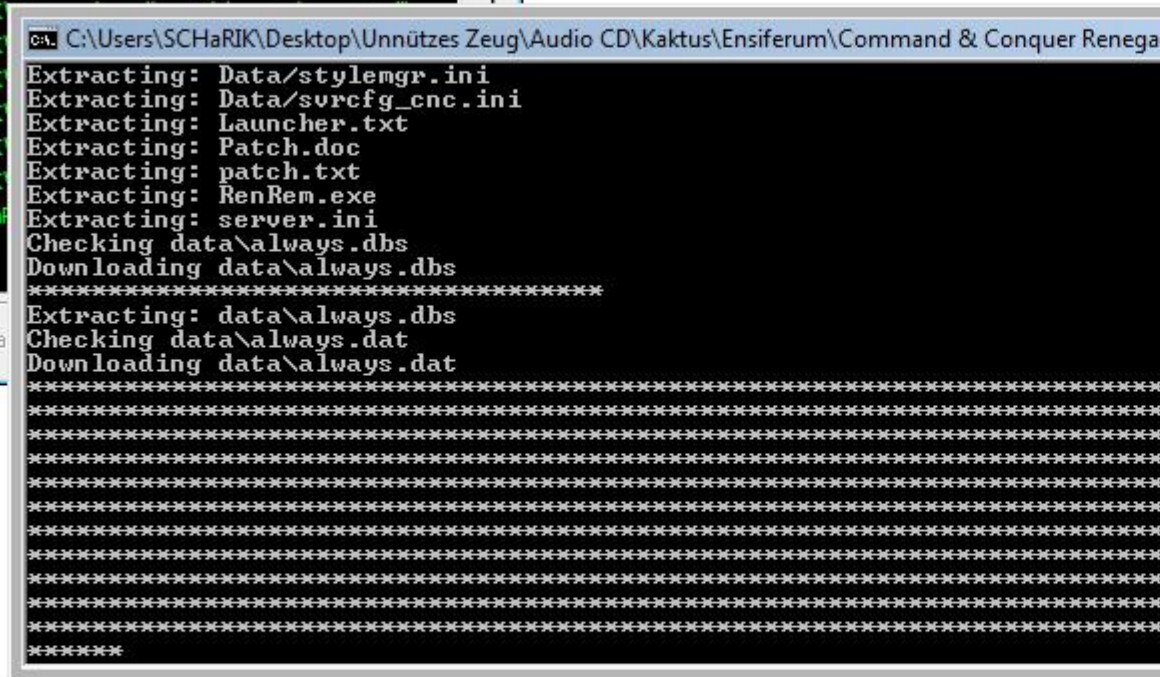 C:\Users\SCHaRIK\Desktop\Unnützes Zeug\Audio CD\Kaktus\Ensiferum\Command & Conquer Renega
Extracting: Data/stylemgr.ini
Extracting: Data/svrcfg_cnc.ini
Extracting: Launcher.txt
Extracting: Patch.doc
Extracting: patch.txt
Extracting: RenRem.exe
Extracting: server.ini
Checking data\always.dbs
Downloading data\always.dbs
************************************
Extracting: data\always.dbs
Checking data\always.dat
Downloading data\always.dat
***********************************************************************
***********************************************************************
***********************************************************************
***********************************************************************
***********************************************************************
***********************************************************************
***********************************************************************
***********************************************************************
***********************************************************************
***********************************************************************
***********************************************************************
******